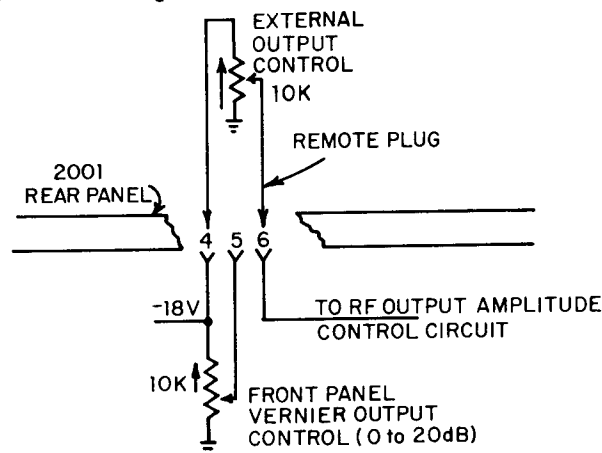 EXTERNAL
OUTPUT
CONTROL
10K
REMOTE PLUG
2001
REAR PANEL
4 5 6
-18V
TO RF OUTPUT AMPLITUDE
CONTROL CIRCUIT
10K
FRONT PANEL
VERNIER OUTPUT
CONTROL (0 to 20dB)